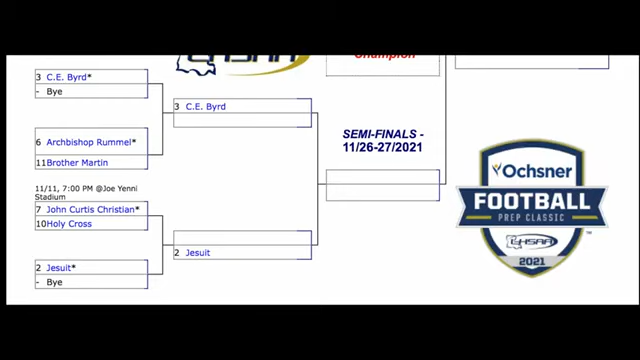 LHSAA
Champion
3 C.E. Byrd*
- Bye
3 C.E. Byrd
6 Archbishop Rummel*
11 Brother Martin
SEMI-FINALS -
11/26-27/2021
11/11, 7:00 PM @Joe Yenni
Stadium
7 John Curtis Christian*
10 Holy Cross
2 Jesuit
2 Jesuit*
- Bye
Ochsner
FOOTBALL
PREP CLASSIC
LHSAA
TM
2021